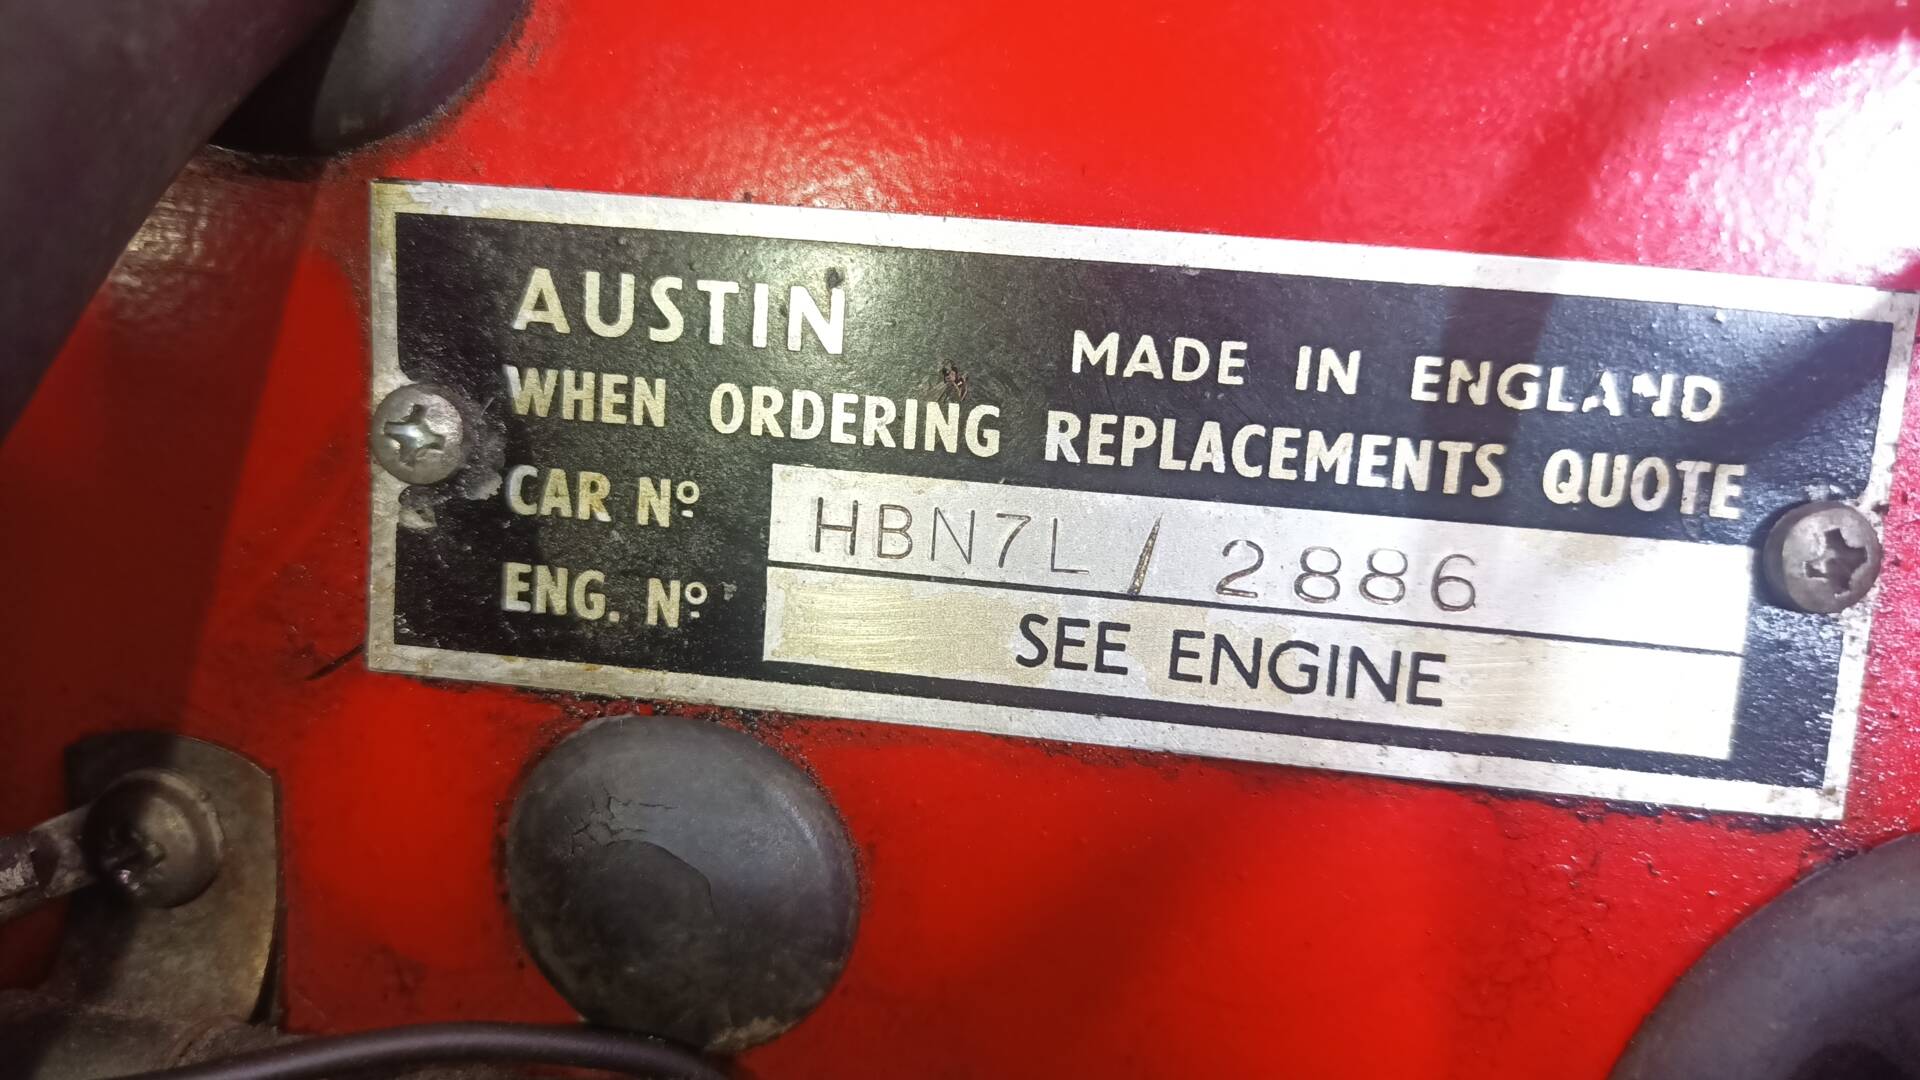 AUSTIN
MADE IN ENGLAND
WHEN ORDERING REPLACEMENTS QUOTE
CAR Nº HBN7L/2886
ENG. Nº SEE ENGINE